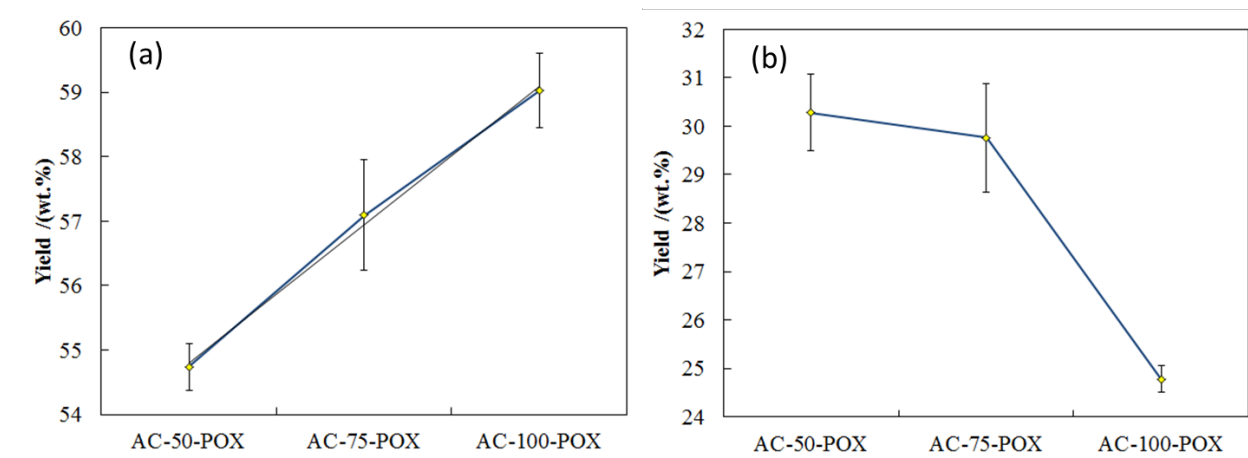 (a)
60
59
58
57
56
55
54
Yield /(wt.%)
AC-50-POX AC-75-POX AC-100-POX
(b)
32
31
30
29
28
27
26
25
24
Yield /(wt.%)
AC-50-POX AC-75-POX AC-100-POX